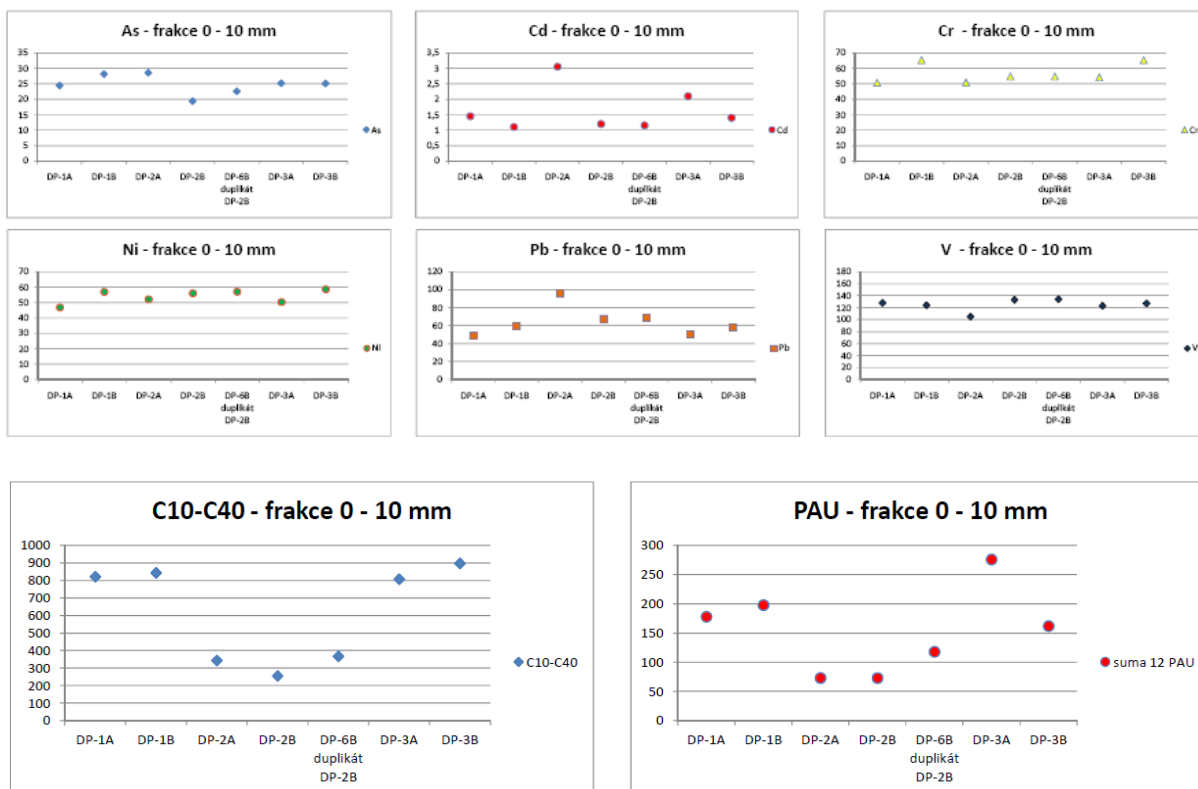 As - frakce 0 - 10 mm
35
30
25
20
15
10
5
0
DP-1A DP-1B DP-2A DP-2B DP-6B DP-3A DP-3B
duplikát
DP-2B
As
Cd - frakce 0 - 10 mm
3,5
3
2,5
2
1,5
1
0,5
0
DP-1A DP-1B DP-2A DP-2B DP-6B DP-3A DP-3B
duplikát
DP-2B
Cd
Cr - frakce 0 - 10 mm
70
60
50
40
30
20
10
0
DP-1A DP-1B DP-2A DP-2B DP-6B DP-3A DP-3B
duplikát
DP-2B
Cr
Ni - frakce 0 - 10 mm
70
60
50
40
30
20
10
0
DP-1A DP-1B DP-2A DP-2B DP-6B DP-3A DP-3B
duplikát
DP-2B
Ni
Pb - frakce 0 - 10 mm
120
100
80
60
40
20
0
DP-1A DP-1B DP-2A DP-2B DP-6B DP-3A DP-3B
duplikát
DP-2B
Pb
V - frakce 0 - 10 mm
180
160
140
120
100
80
60
40
20
0
DP-1A DP-1B DP-2A DP-2B DP-6B DP-3A DP-3B
duplikát
DP-2B
V
C10-C40 - frakce 0 - 10 mm
1000
900
800
700
600
500
400
300
200
100
0
DP-1A DP-1B DP-2A DP-2B DP-6B DP-3A DP-3B
duplikát
DP-2B
C10-C40
PAU - frakce 0 - 10 mm
300
250
200
150
100
50
0
DP-1A DP-1B DP-2A DP-2B DP-6B DP-3A DP-3B
duplikát
DP-2B
suma 12 PAU